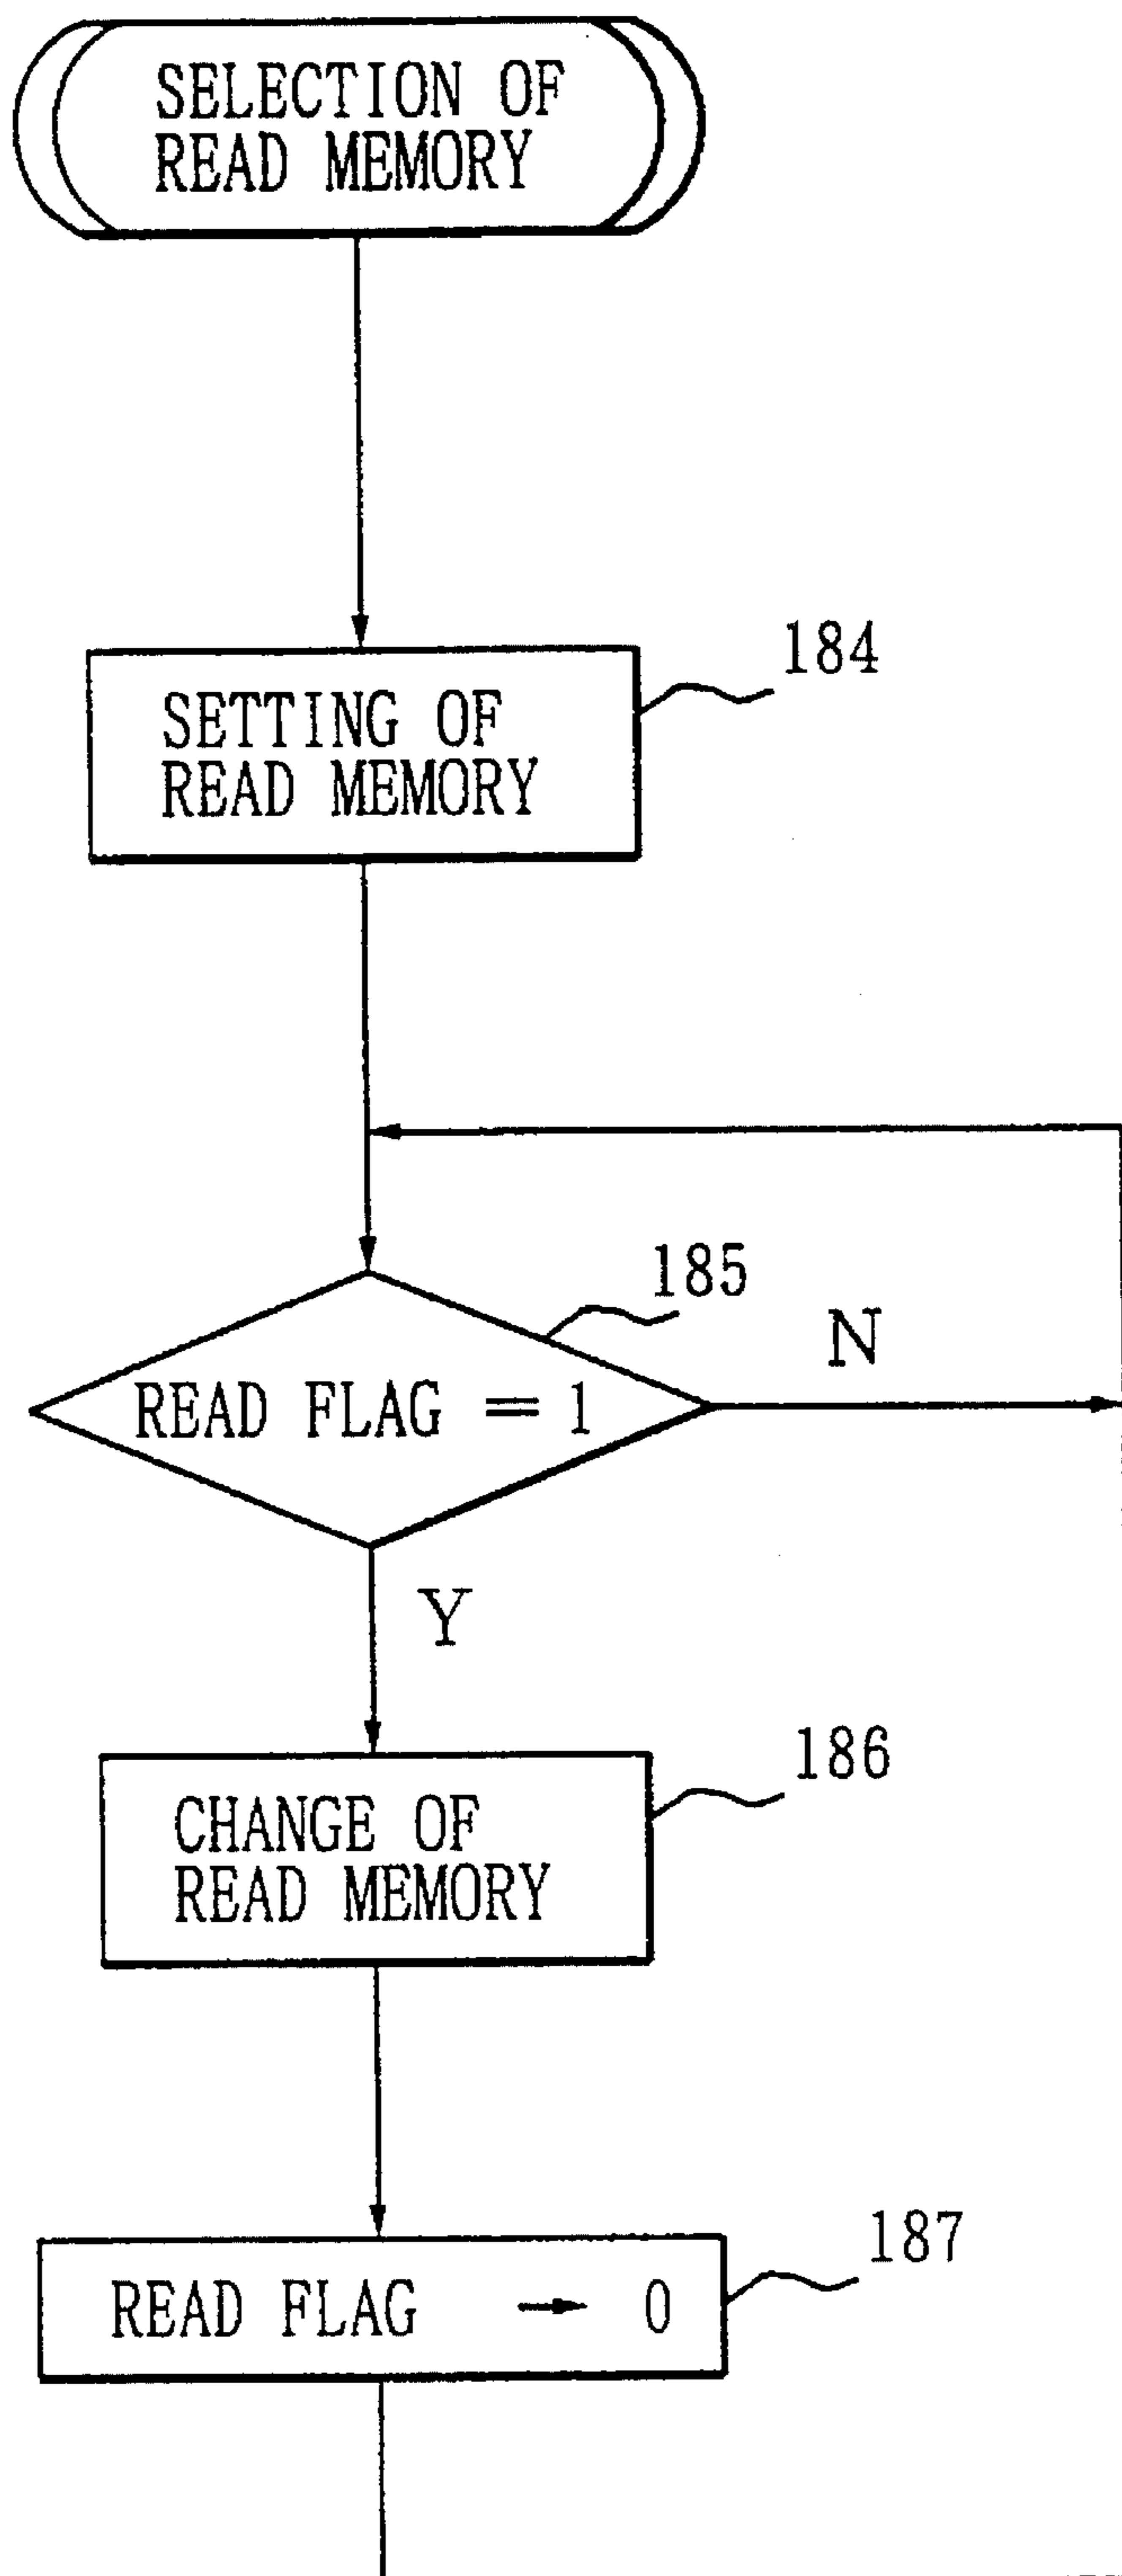 SELECTION OF
READ MEMORY
184
SETTING OF
READ MEMORY
185
N
READ FLAG = 1
Y
186
CHANGE OF
READ MEMORY
187
READ FLAG → 0